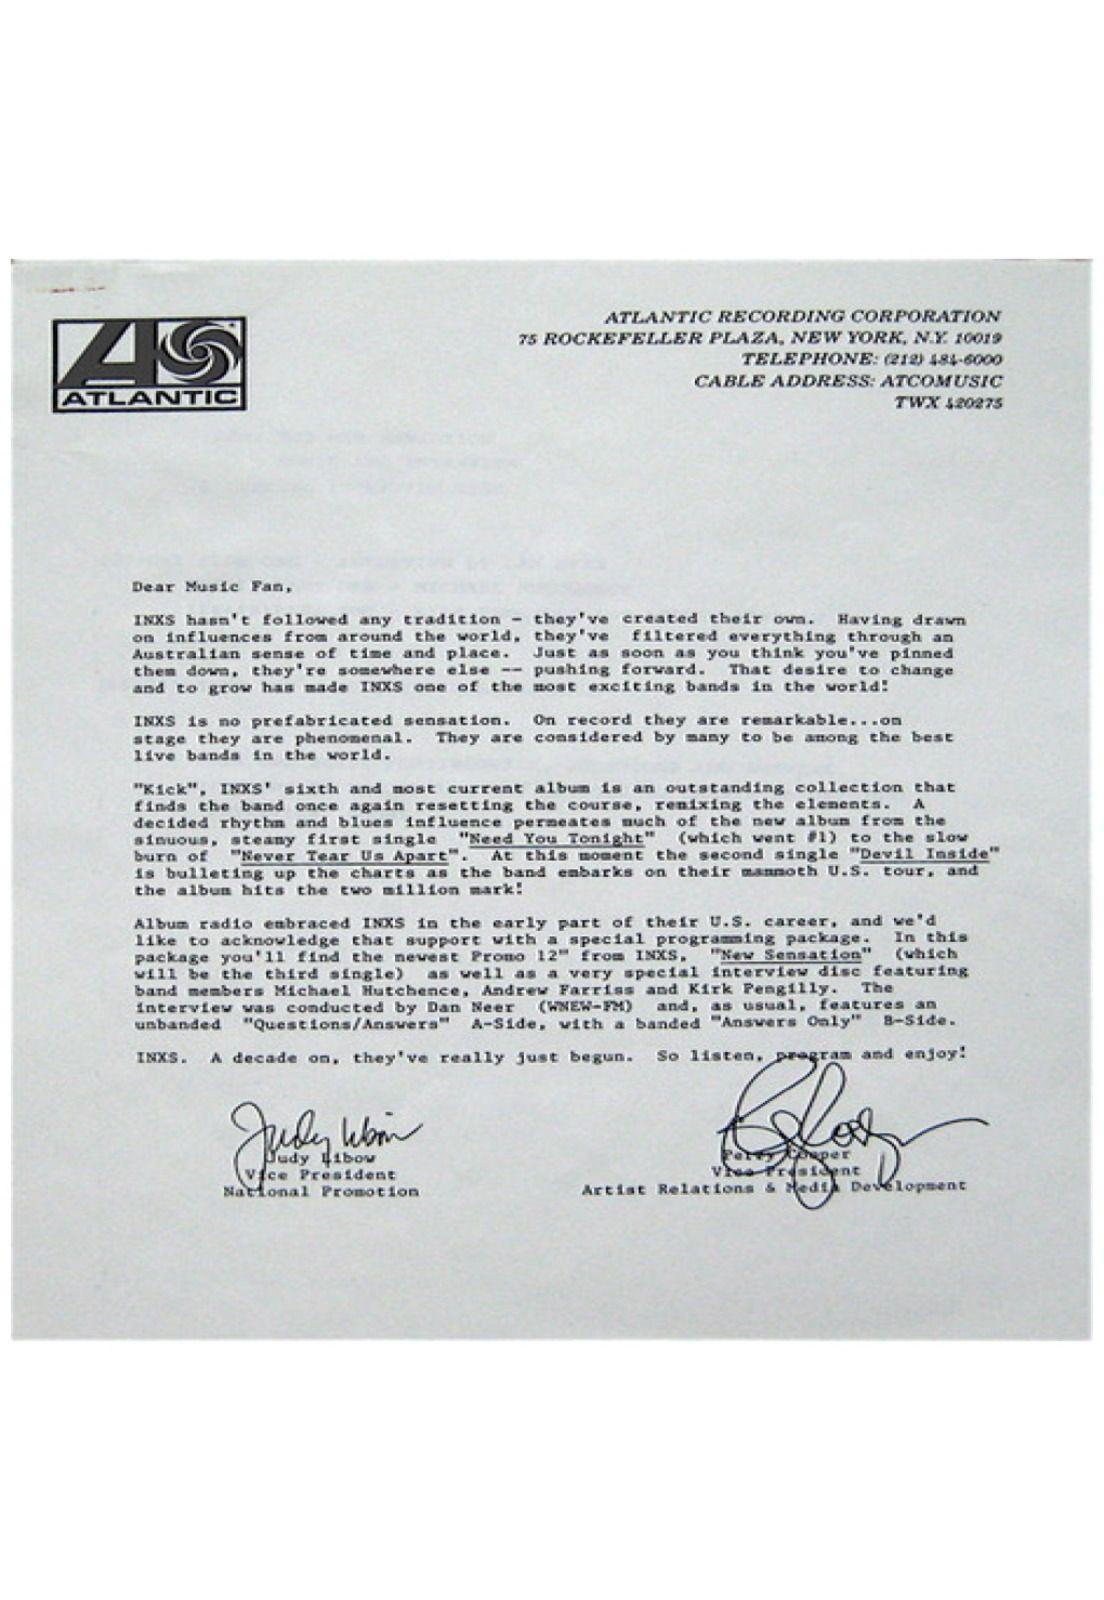 ATLANTIC
ATLANTIC RECORDING CORPORATION
75 ROCKEFELLER PLAZA, NEW YORK, N.Y. 10019
TELEPHONE: (212) 484-6000
CABLE ADDRESS: ATCOMUSIC
TWX 420275
Dear Music Fan,
INXS hasn't followed any tradition - they've created their own. Having drawn
on influences from around the world, they've filtered everything through an
Australian sense of time and place. Just as soon as you think you've pinned
them down, they're somewhere else -- pushing forward. That desire to change
and to grow has made INXS one of the most exciting bands in the world!
INXS is no prefabricated sensation. On record they are remarkable...on
stage they are phenomenal. They are considered by many to be among the best
live bands in the world.
"Kick", INXS' sixth and most current album is an outstanding collection that
finds the band once again resetting the course, remixing the elements. A
decided rhythm and blues influence permeates much of the new album from the
sinuous, steamy first single "Need You Tonight" (which went #1) to the slow
burn of "Never Tear Us Apart". At this moment the second single "Devil Inside"
is bulleting up the charts as the band embarks on their mammoth U.S. tour, and
the album hits the two million mark!
Album radio embraced INXS in the early part of their U.S. career, and we'd
like to acknowledge that support with a special programming package. In this
package you'll find the newest Promo 12" from INXS, "New Sensation" (which
will be the third single) as well as a very special interview disc featuring
band members Michael Hutchence, Andrew Farriss and Kirk Pengilly. The
interview was conducted by Dan Neer (WNEW-FM) and, as usual, features an
unbanded "Questions/Answers" A-Side, with a banded "Answers Only" B-Side.
INXS. A decade on, they've really just begun. So listen, program and enjoy!
Judy Libow
Judy Libow
Vice President
National Promotion
Perry Cooper
Vice President
Artist Relations & Media Development